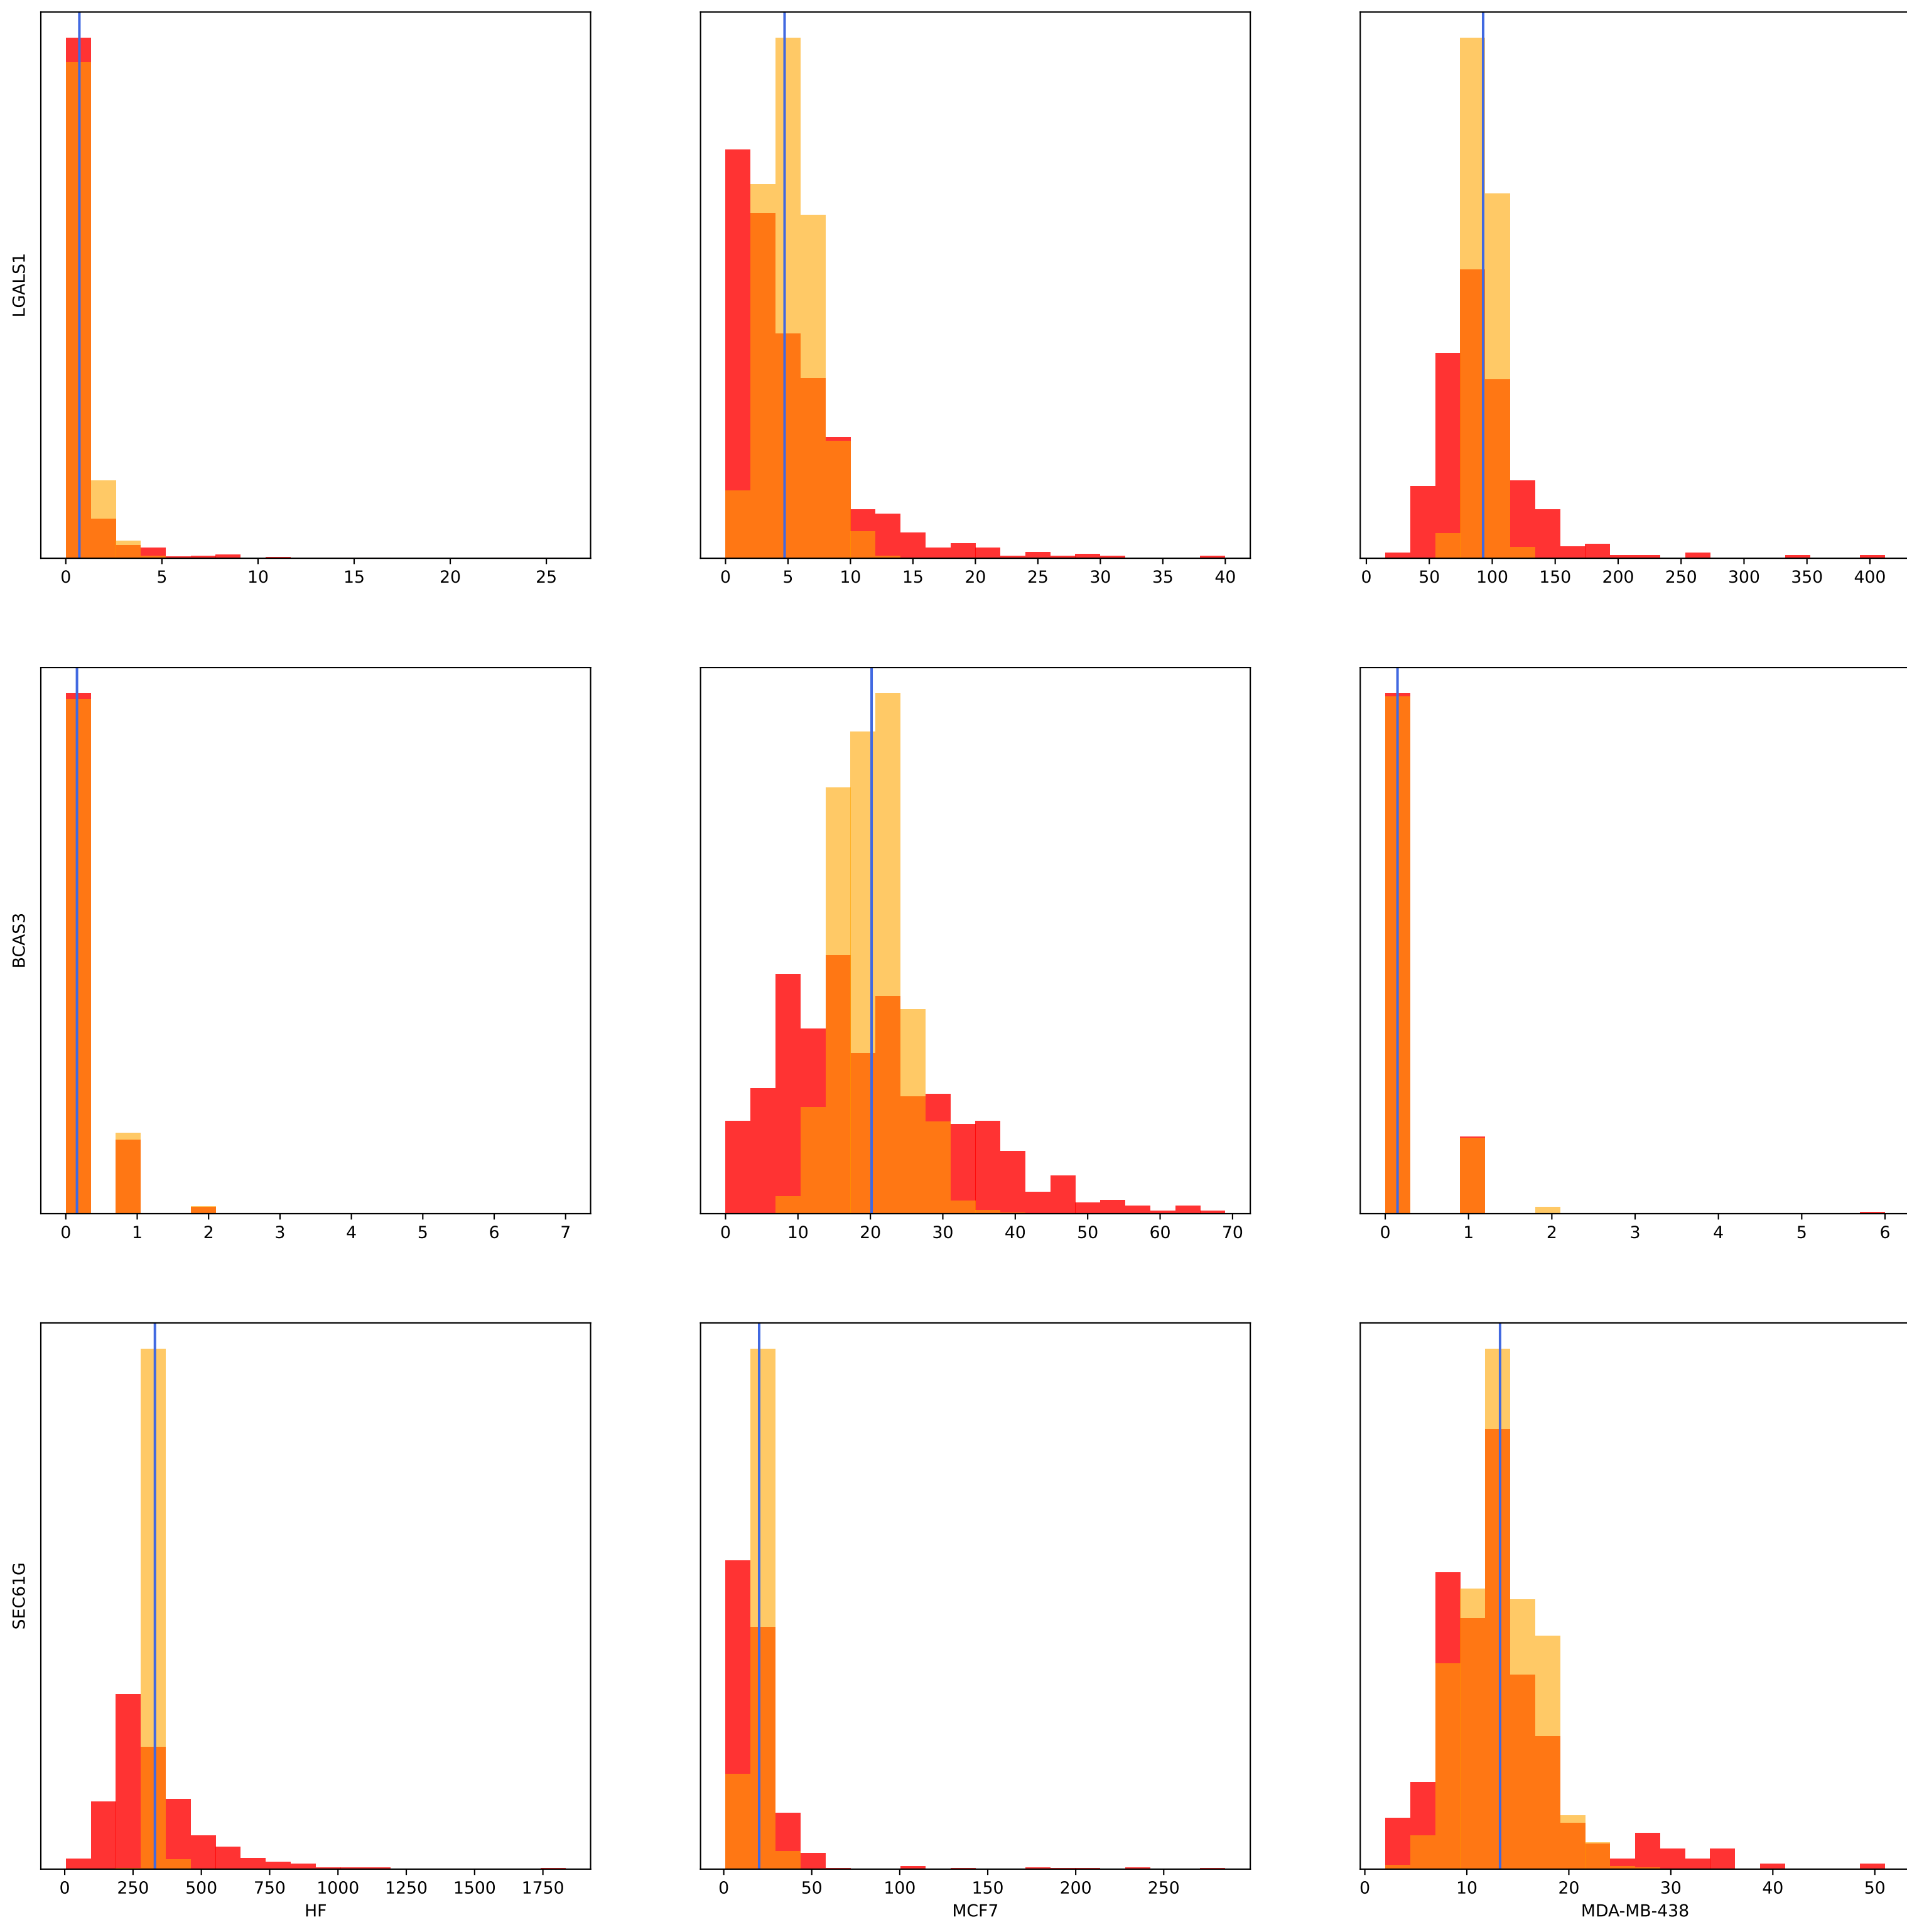 LGALS1
0 5 10 15 20 25
0 5 10 15 20 25 30 35 40
0 50 100 150 200 250 300 350 400
BCAS3
0 1 2 3 4 5 6 7
0 10 20 30 40 50 60 70
0 1 2 3 4 5 6
SEC61G
0 250 500 750 1000 1250 1500 1750
HF
0 50 100 150 200 250
MCF7
0 10 20 30 40 50
MDA-MB-438